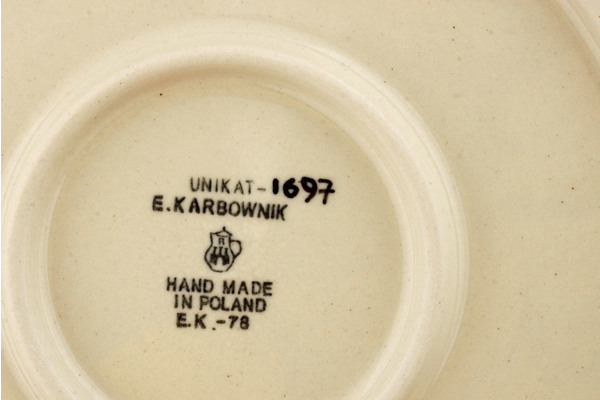 UNIKAT-1697
E.KARBOWNIK
R
HAND MADE
IN POLAND
E.K.-78